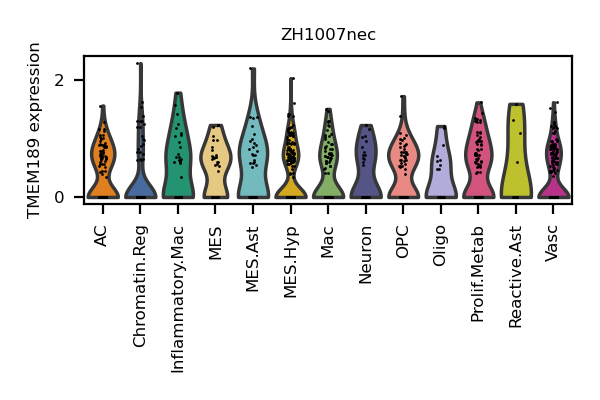 ZH1007nec
TMEM189 expression
2
0
AC
Chromatin.Reg
Inflammatory.Mac
MES
MES.Ast
MES.Hyp
Mac
Neuron
OPC
Oligo
Prolif.Metab
Reactive.Ast
Vasc